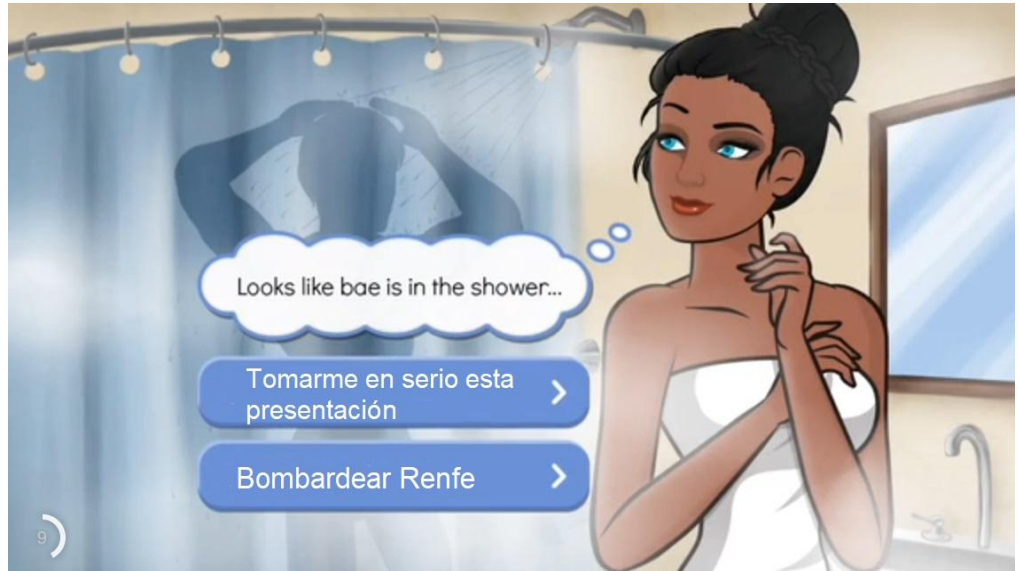 Looks like bae is in the shower...
Tomarme en serio esta
presentación
Bombardear Renfe
9